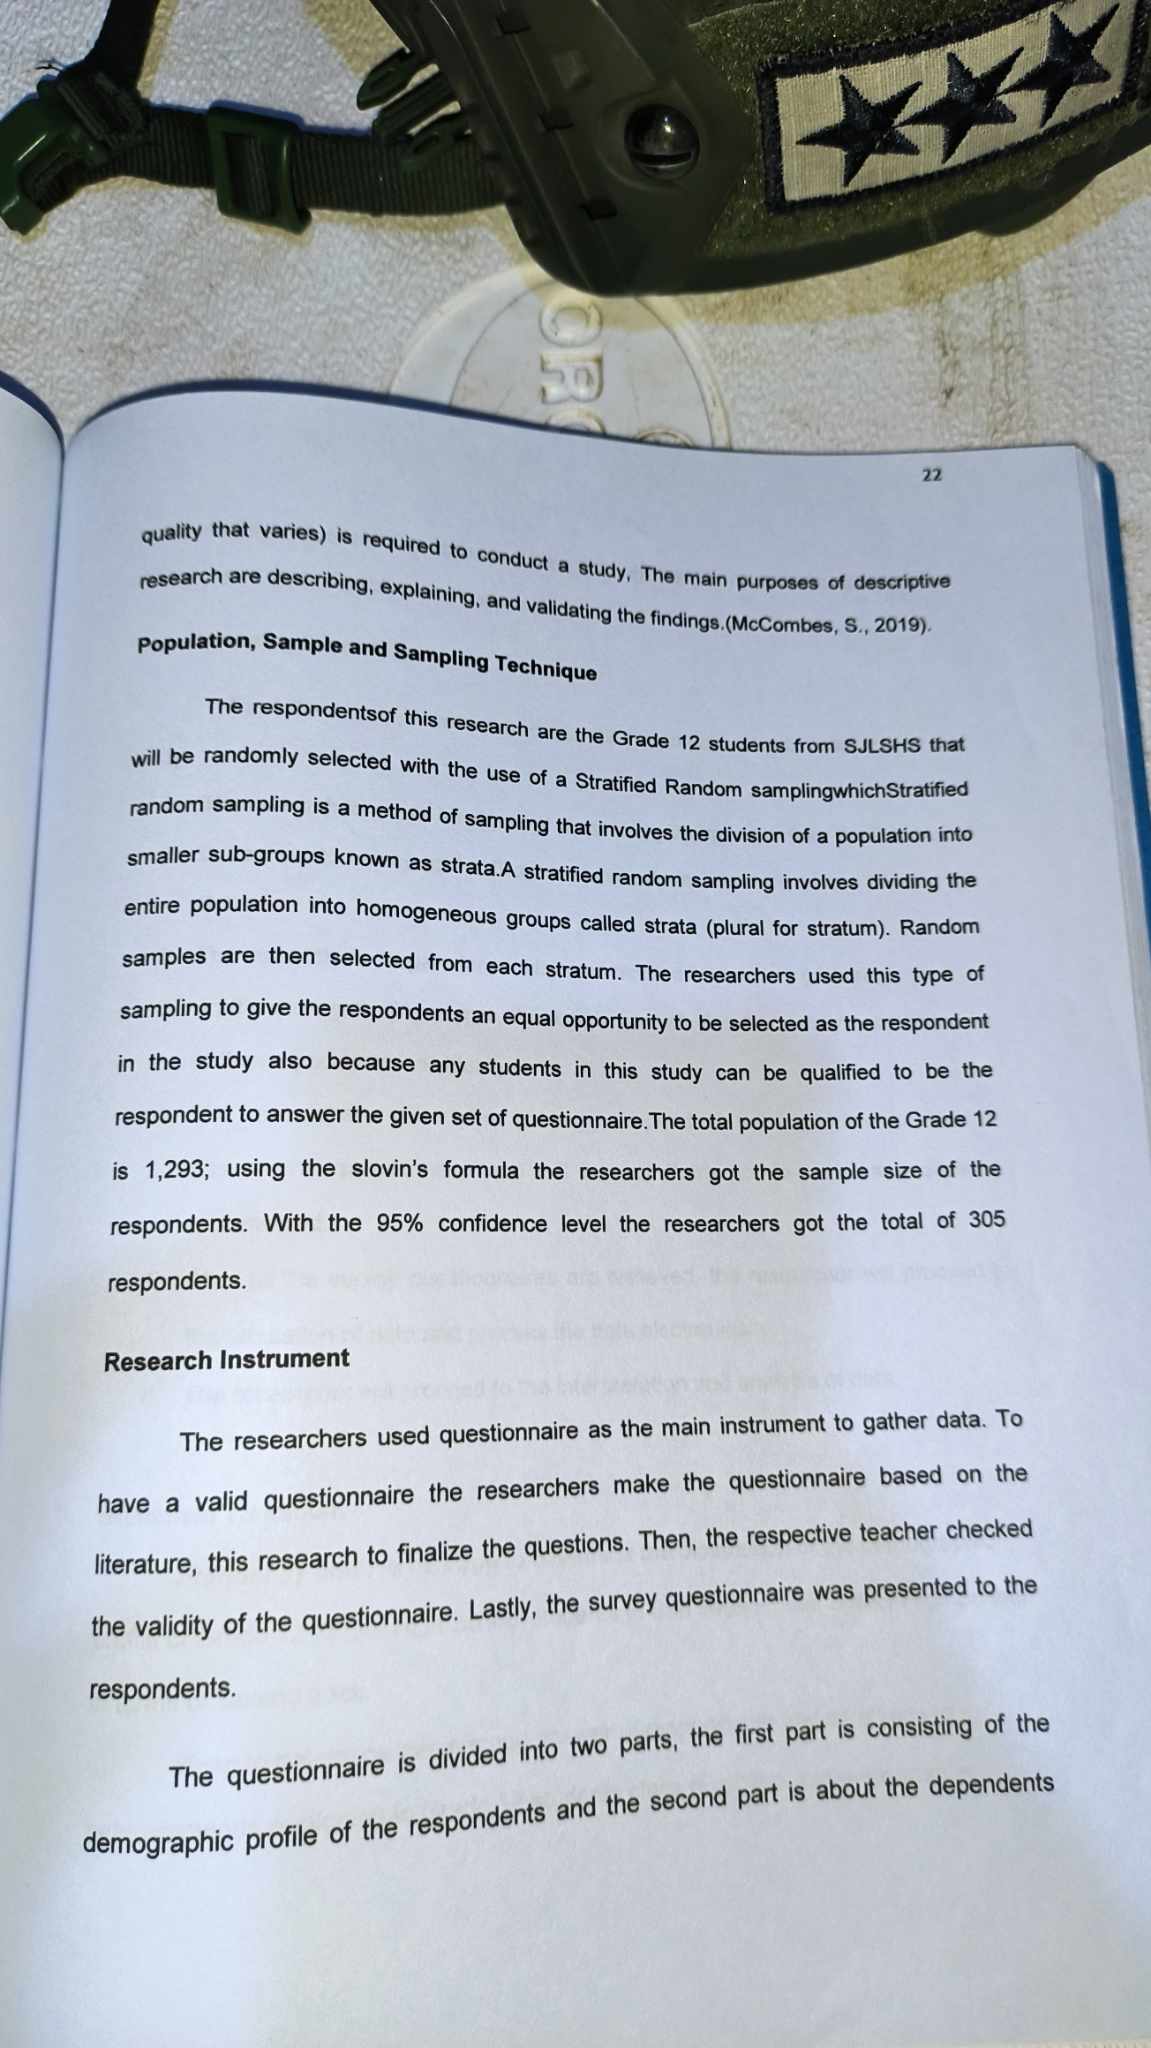 ORC
22
quality that varies) is required to conduct a study, The main purposes of descriptive
research are describing, explaining, and validating the findings.(McCombes, S., 2019).
Population, Sample and Sampling Technique
The respondentsof this research are the Grade 12 students from SJLSHS that
will be randomly selected with the use of a Stratified Random samplingwhichStratified
random sampling is a method of sampling that involves the division of a population into
smaller sub-groups known as strata.A stratified random sampling involves dividing the
entire population into homogeneous groups called strata (plural for stratum). Random
samples are then selected from each stratum. The researchers used this type of
sampling to give the respondents an equal opportunity to be selected as the respondent
in the study also because any students in this study can be qualified to be the
respondent to answer the given set of questionnaire.The total population of the Grade 12
is 1,293; using the slovin's formula the researchers got the sample size of the
respondents. With the 95% confidence level the researchers got the total of 305
respondents.
Research Instrument
The researchers used questionnaire as the main instrument to gather data. To
have a valid questionnaire the researchers make the questionnaire based on the
literature, this research to finalize the questions. Then, the respective teacher checked
the validity of the questionnaire. Lastly, the survey questionnaire was presented to the
respondents.
The questionnaire is divided into two parts, the first part is consisting of the
demographic profile of the respondents and the second part is about the dependents